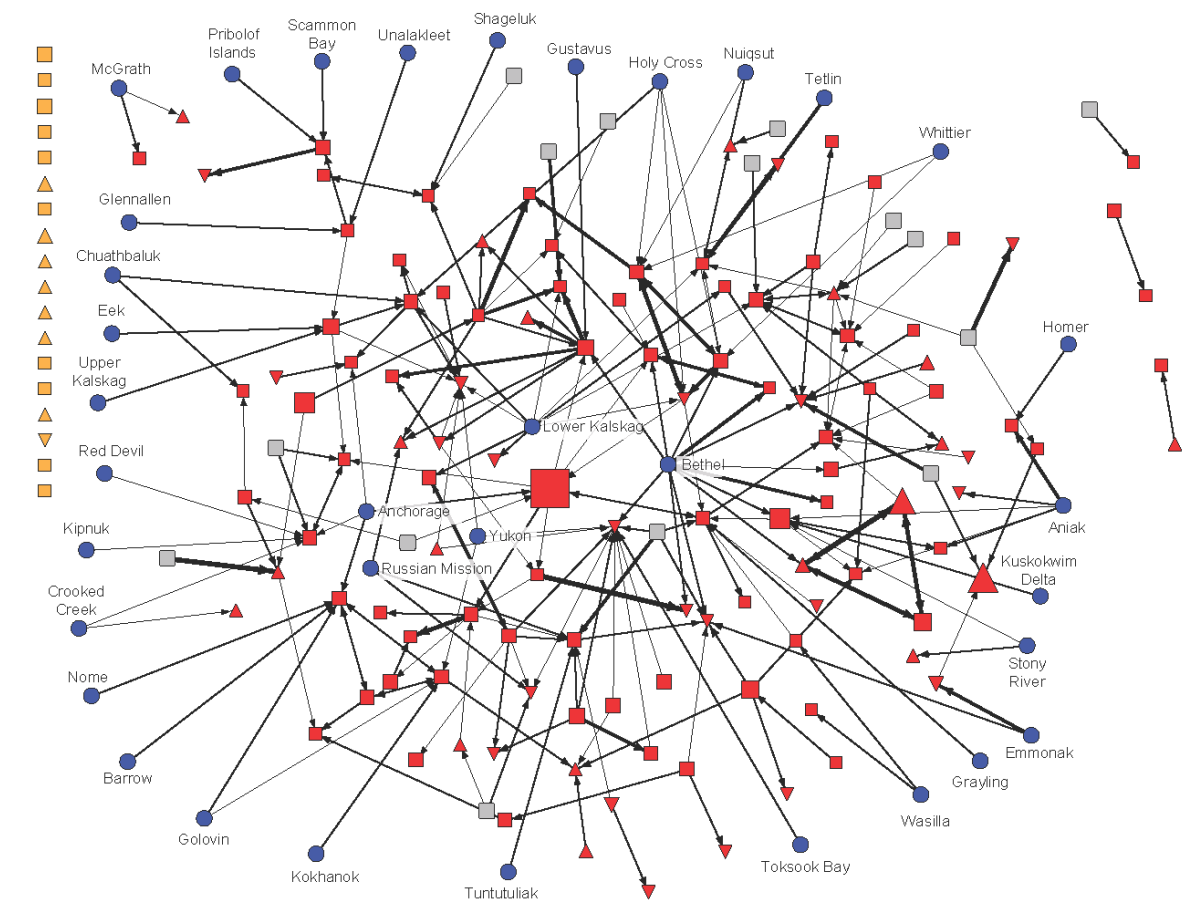 Shageluk
Scammon
Bay
Pribolof
Islands
Unalakleet
Gustavus
Nuiqsut
Holy Cross
McGrath
Tetlin
Whittier
Glennallen
Chuathbaluk
Eek
Homer
Upper
Kalskag
Lower Kalskag
Red Devil
Bethel
Anchorage
Aniak
Kipnuk
Yukon
Russian Mission
Kuskokwim
Delta
Crooked
Creek
Stony
River
Nome
Emmonak
Barrow
Grayling
Wasilla
Golovin
Toksook Bay
Kokhanok
Tuntutuliak